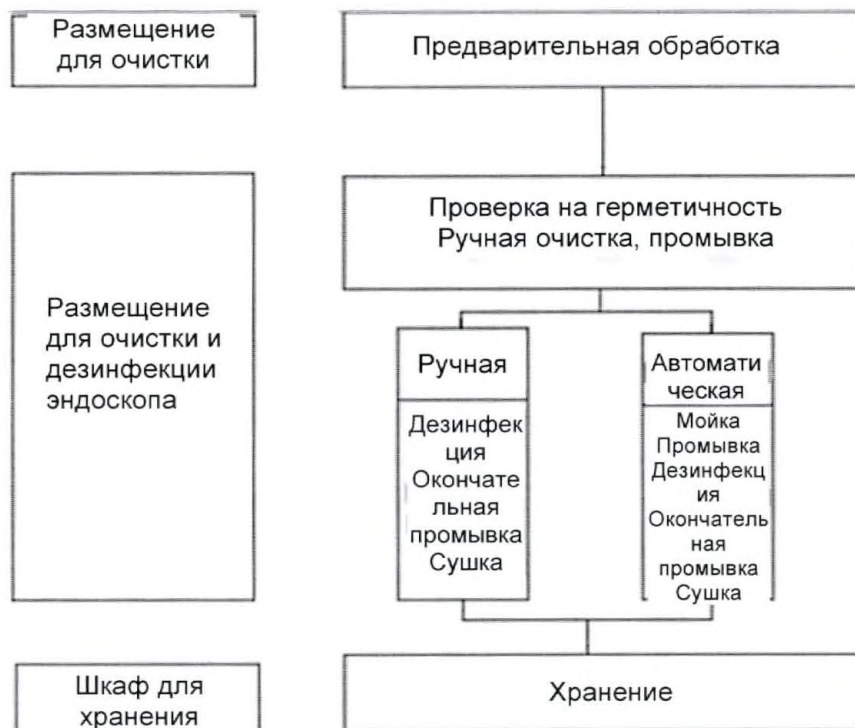 Размещение
для очистки
Предварительная обработка
Проверка на герметичность
Ручная очистка, промывка
Размещение
для очистки и
дезинфекции
эндоскопа
Ручная
Дезинфек
ция
Окончате
льная
промывка
Сушка
Автомати
ческая
Мойка
Промывка
Дезинфекц
ия
Окончатель
ная
промывка
Сушка
Шкаф для
хранения
Хранение